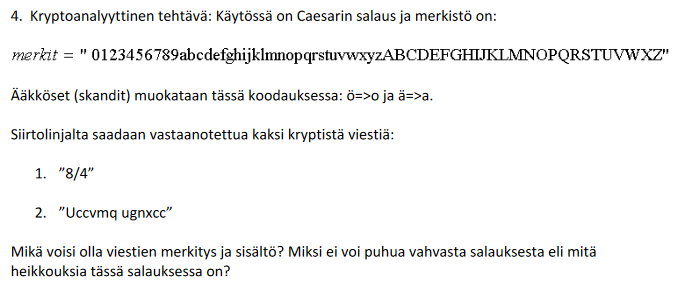 4. Kryptoanalyyttinen tehtävä: Käytössä on Caesarin salaus ja merkistö on:
merkit = " 0123456789abcdefghijklmnopqrstuvwxyzABCDEFGHIJKLMNOPQRSTUVWXZ"
Ääkköset (skandit) muokataan tässä koodauksessa: ö=>o ja ä=>a.
Siirtolinjalta saadaan vastaanotettua kaksi kryptistä viestiä:
1. ”8/4”
2. ”Uccvmq ugnxcc”
Mikä voisi olla viestien merkitys ja sisältö? Miksi ei voi puhua vahvasta salauksesta eli mitä
heikkouksia tässä salauksessa on?